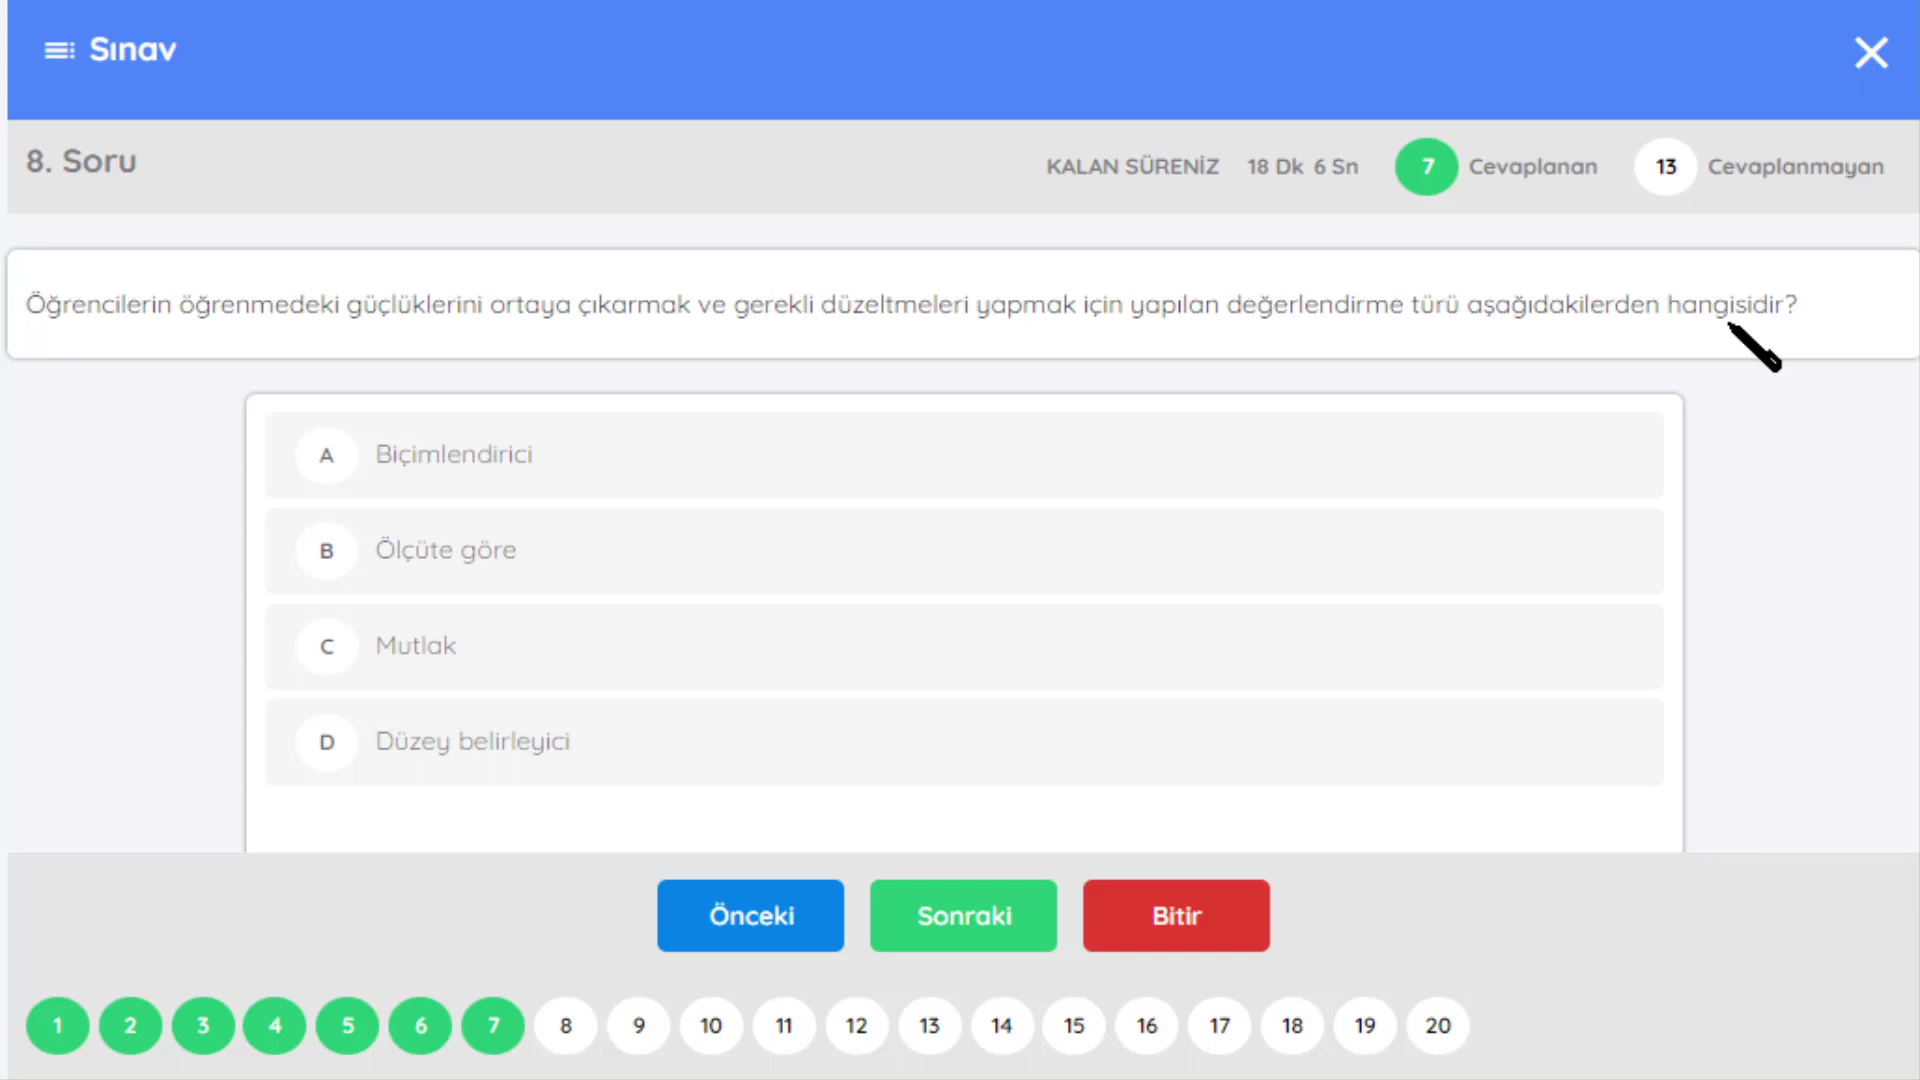 Sınav
8. Soru
KALAN SÜRENİZ 18 Dk 6 Sn 7 Cevaplanan 13 Cevaplanmayan
Öğrencilerin öğrenmedeki güçlüklerini ortaya çıkarmak ve gerekli düzeltmeleri yapmak için yapılan değerlendirme türü aşağıdakilerden hangisidir?
A Biçimlendirici
B Ölçüte göre
C Mutlak
D Düzey belirleyici
Önceki Sonraki Bitir
1 2 3 4 5 6 7 8 9 10 11 12 13 14 15 16 17 18 19 20